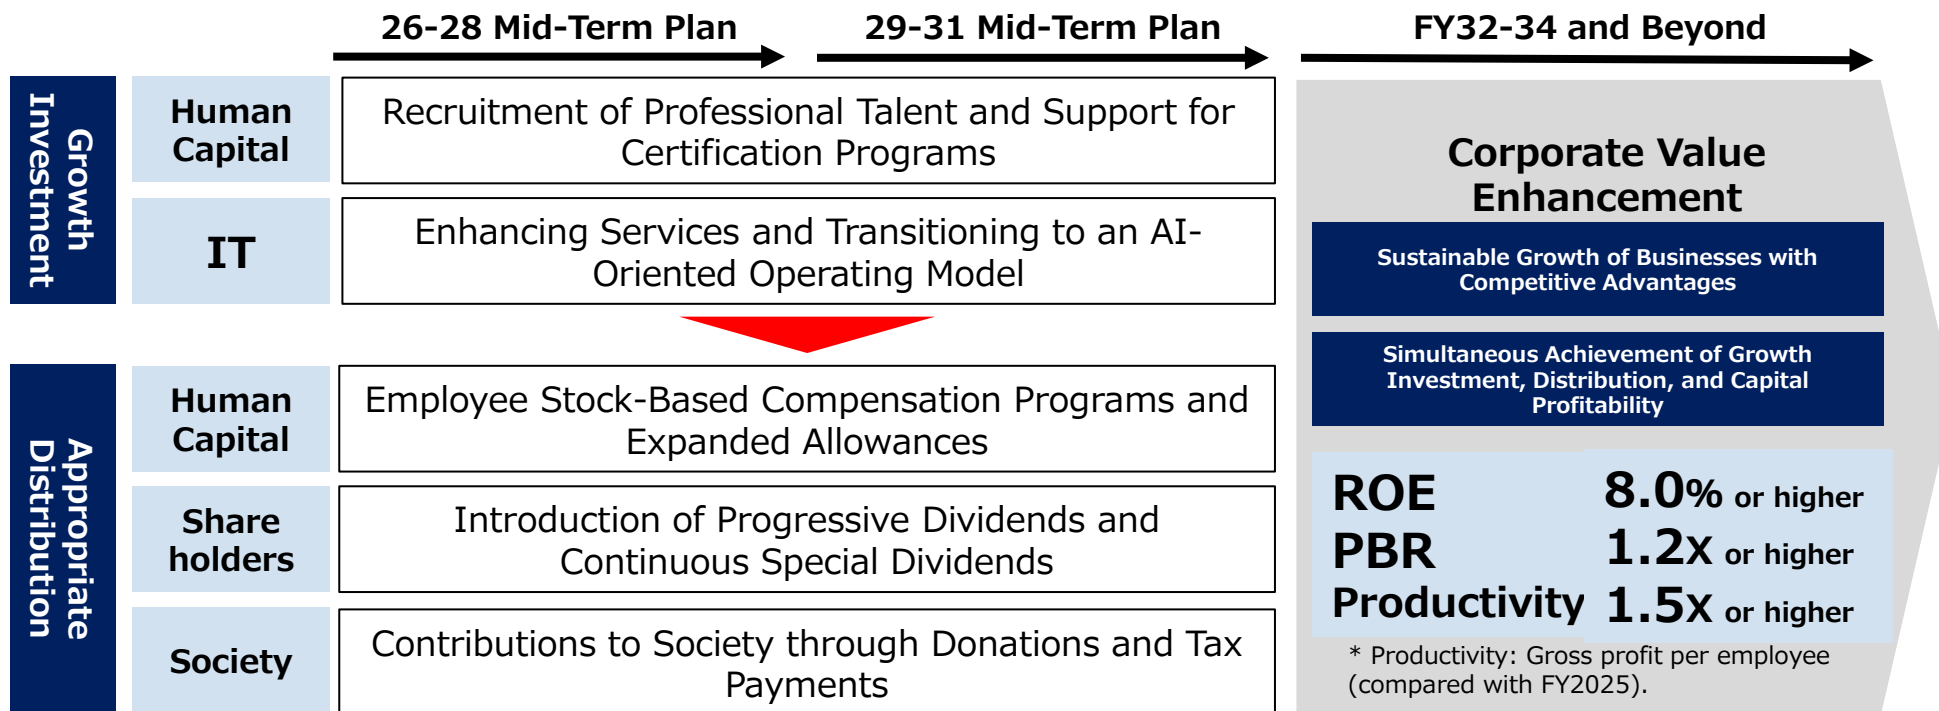 26-28 Mid-Term Plan
29-31 Mid-Term Plan
FY32-34 and Beyond
Growth
Investment
Human
Capital
Recruitment of Professional Talent and Support for
Certification Programs
IT
Enhancing Services and Transitioning to an AI-
Oriented Operating Model
Appropriate
Distribution
Human
Capital
Employee Stock-Based Compensation Programs and
Expanded Allowances
Share
holders
Introduction of Progressive Dividends and
Continuous Special Dividends
Society
Contributions to Society through Donations and Tax
Payments
Corporate Value
Enhancement
Sustainable Growth of Businesses with
Competitive Advantages
Simultaneous Achievement of Growth
Investment, Distribution, and Capital
Profitability
ROE 8.0% or higher
PBR 1.2X or higher
Productivity 1.5X or higher
* Productivity: Gross profit per employee
(compared with FY2025).